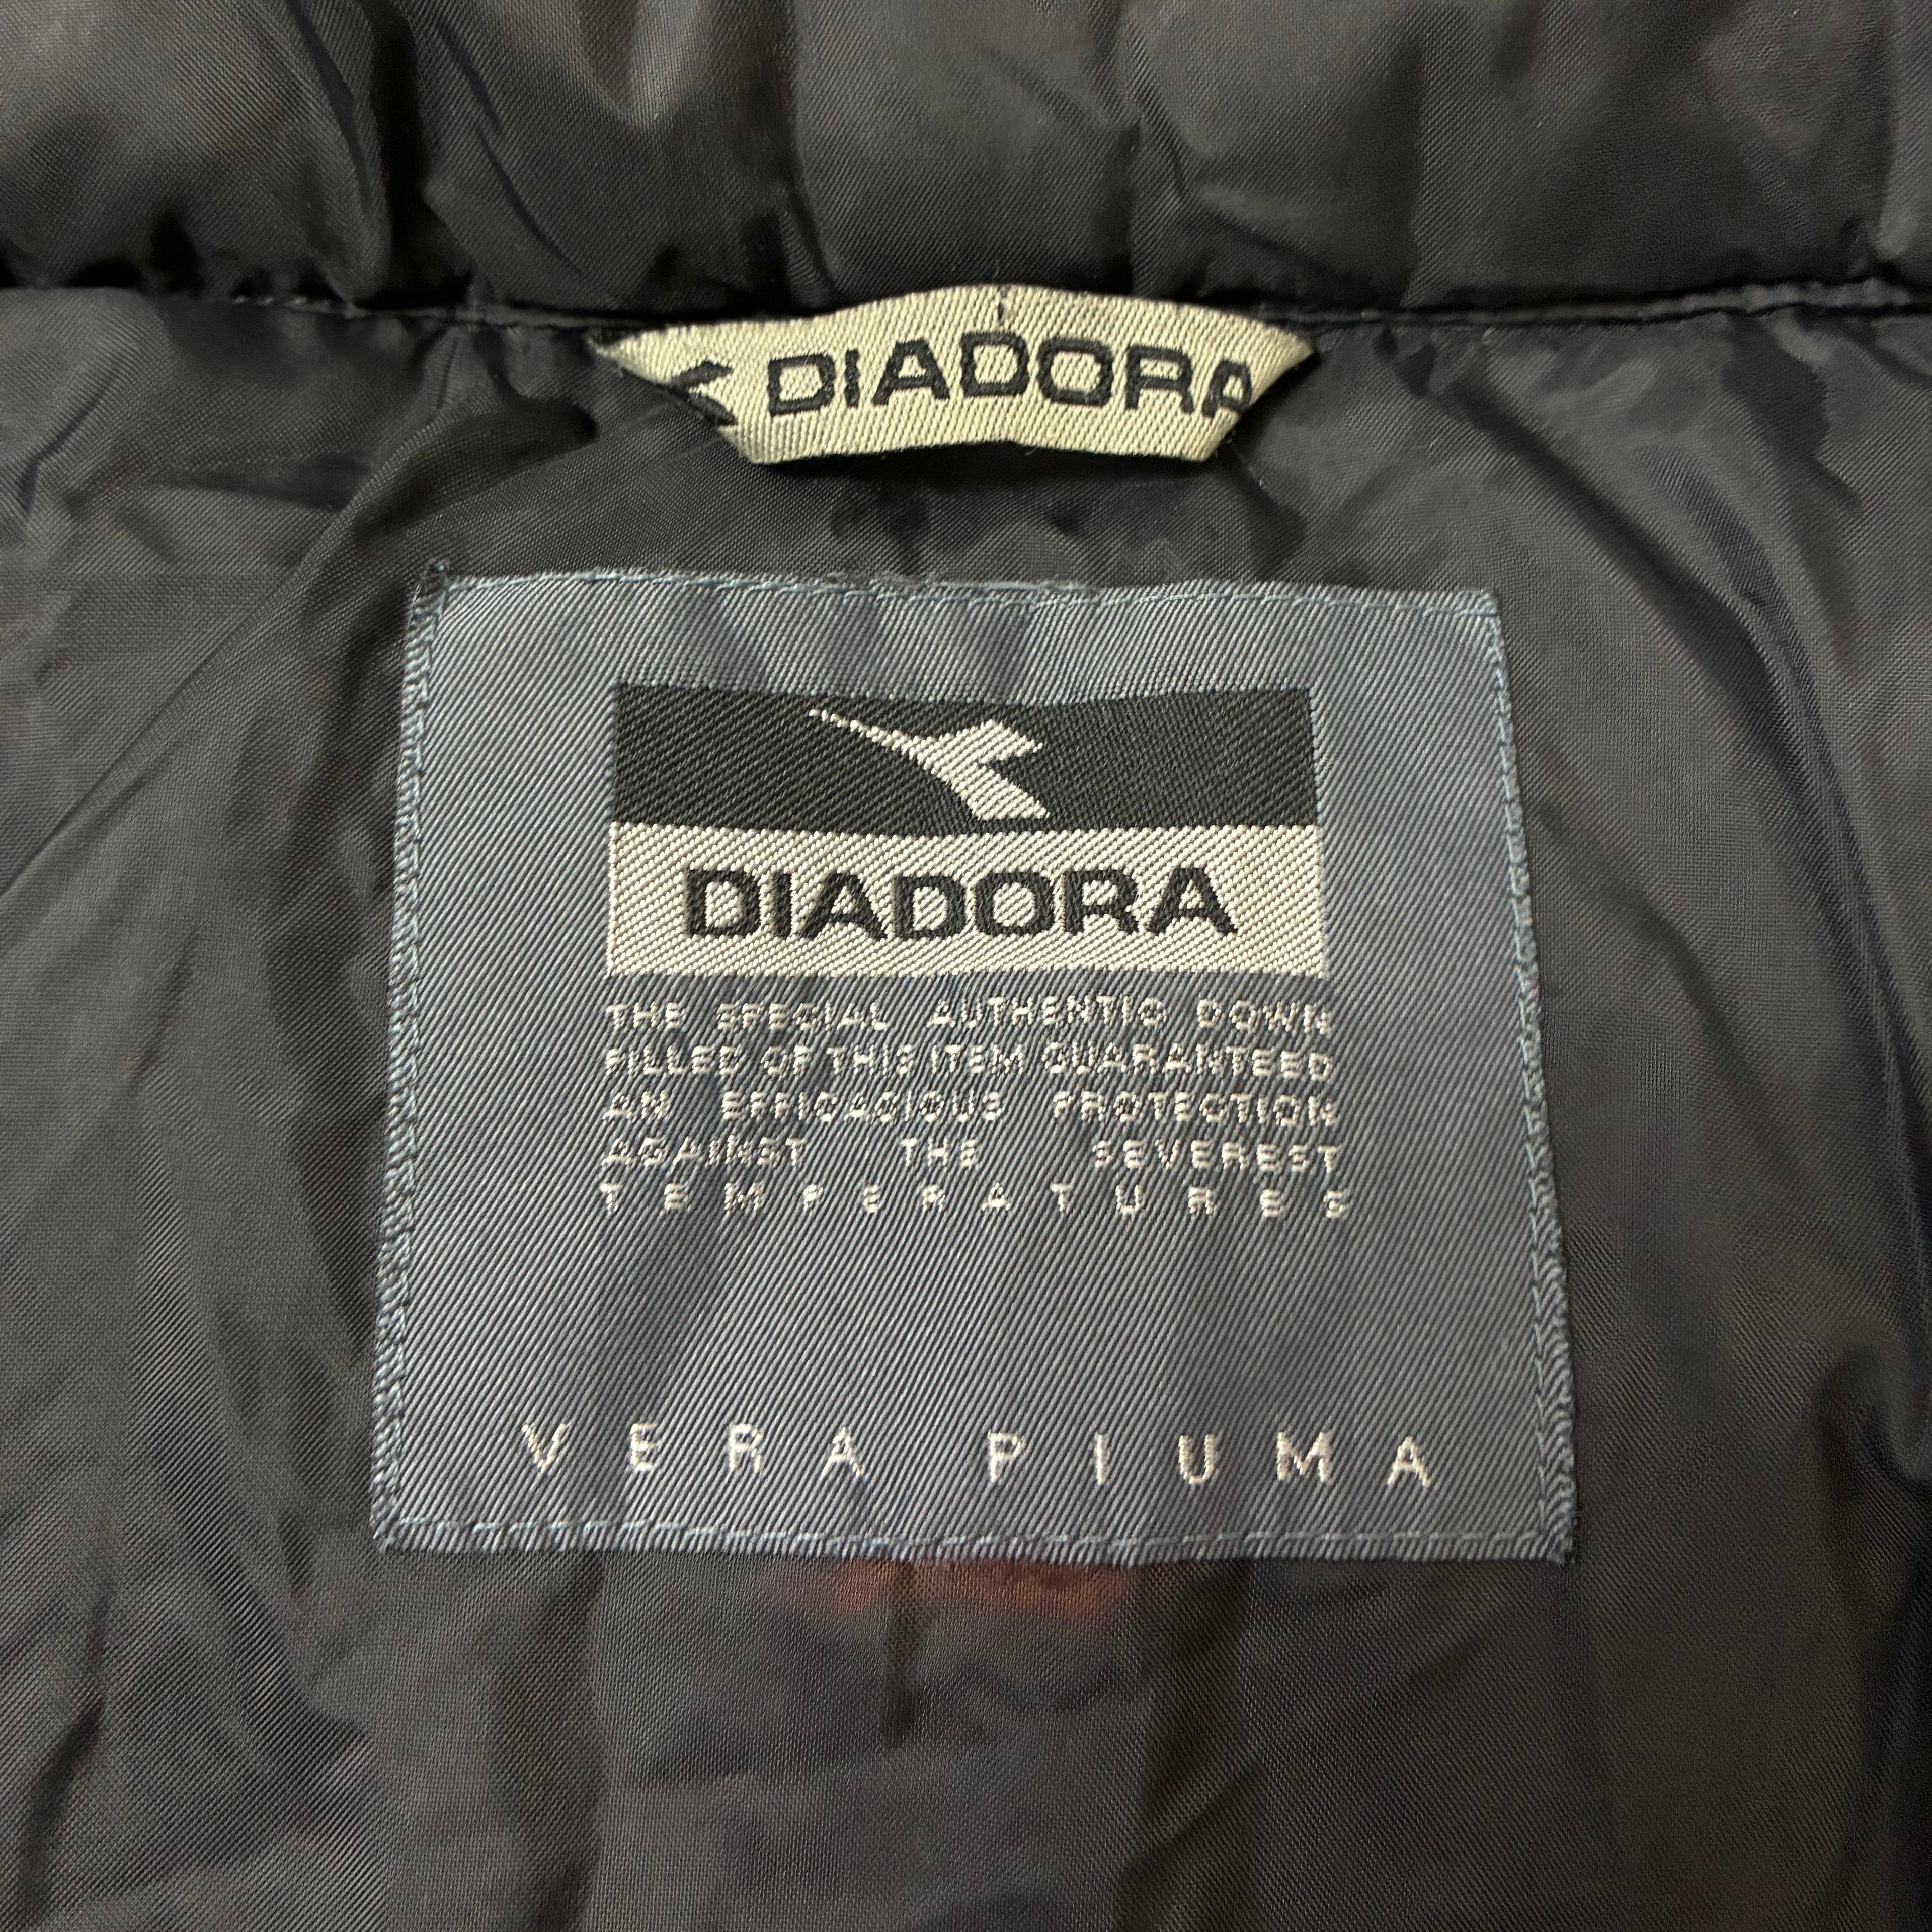 DIADORA
DIADORA
THE SPECIAL AUTHENTIC DOWN
FILLED OF THIS ITEM GUARANTEED
AN EFFICACIOUS PROTECTION
AGAINST THE SEVEREST
TEMPERATURES
VERA PIUMA